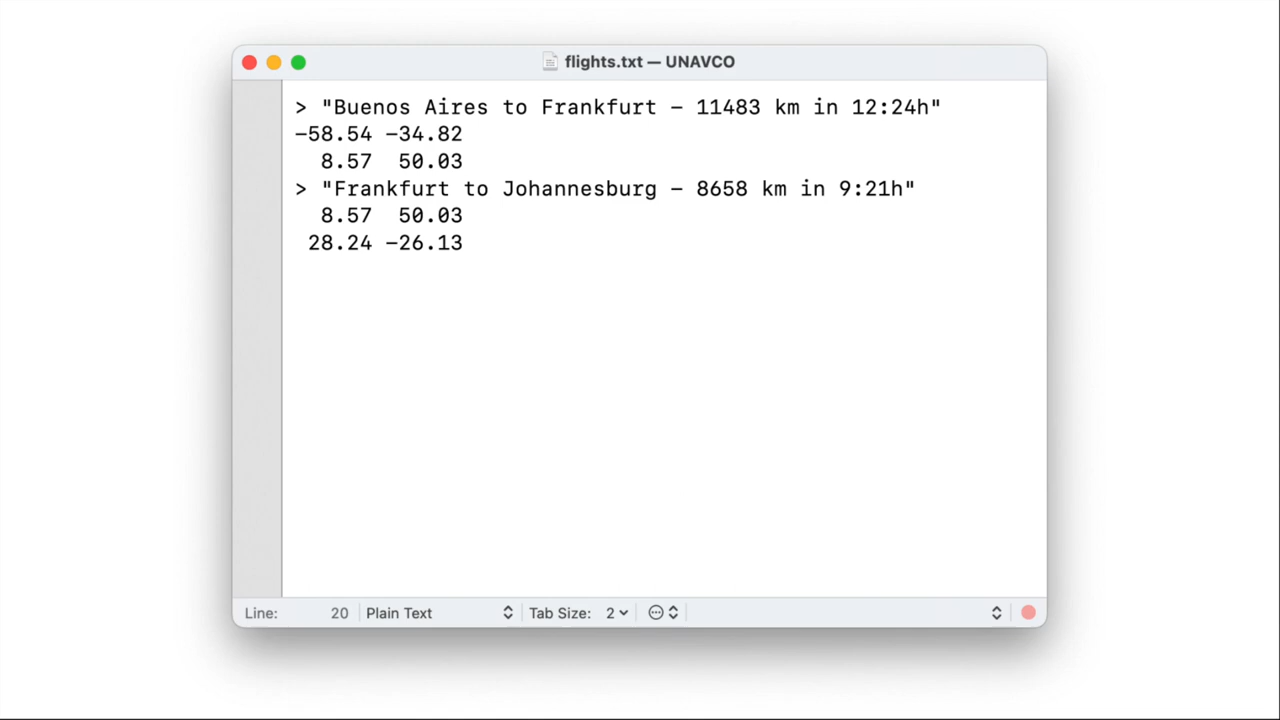 flights.txt — UNAVCO
> "Buenos Aires to Frankfurt – 11483 km in 12:24h"
-58.54 -34.82
8.57 50.03
> "Frankfurt to Johannesburg – 8658 km in 9:21h"
8.57 50.03
28.24 -26.13
Line: 20 Plain Text Tab Size: 2